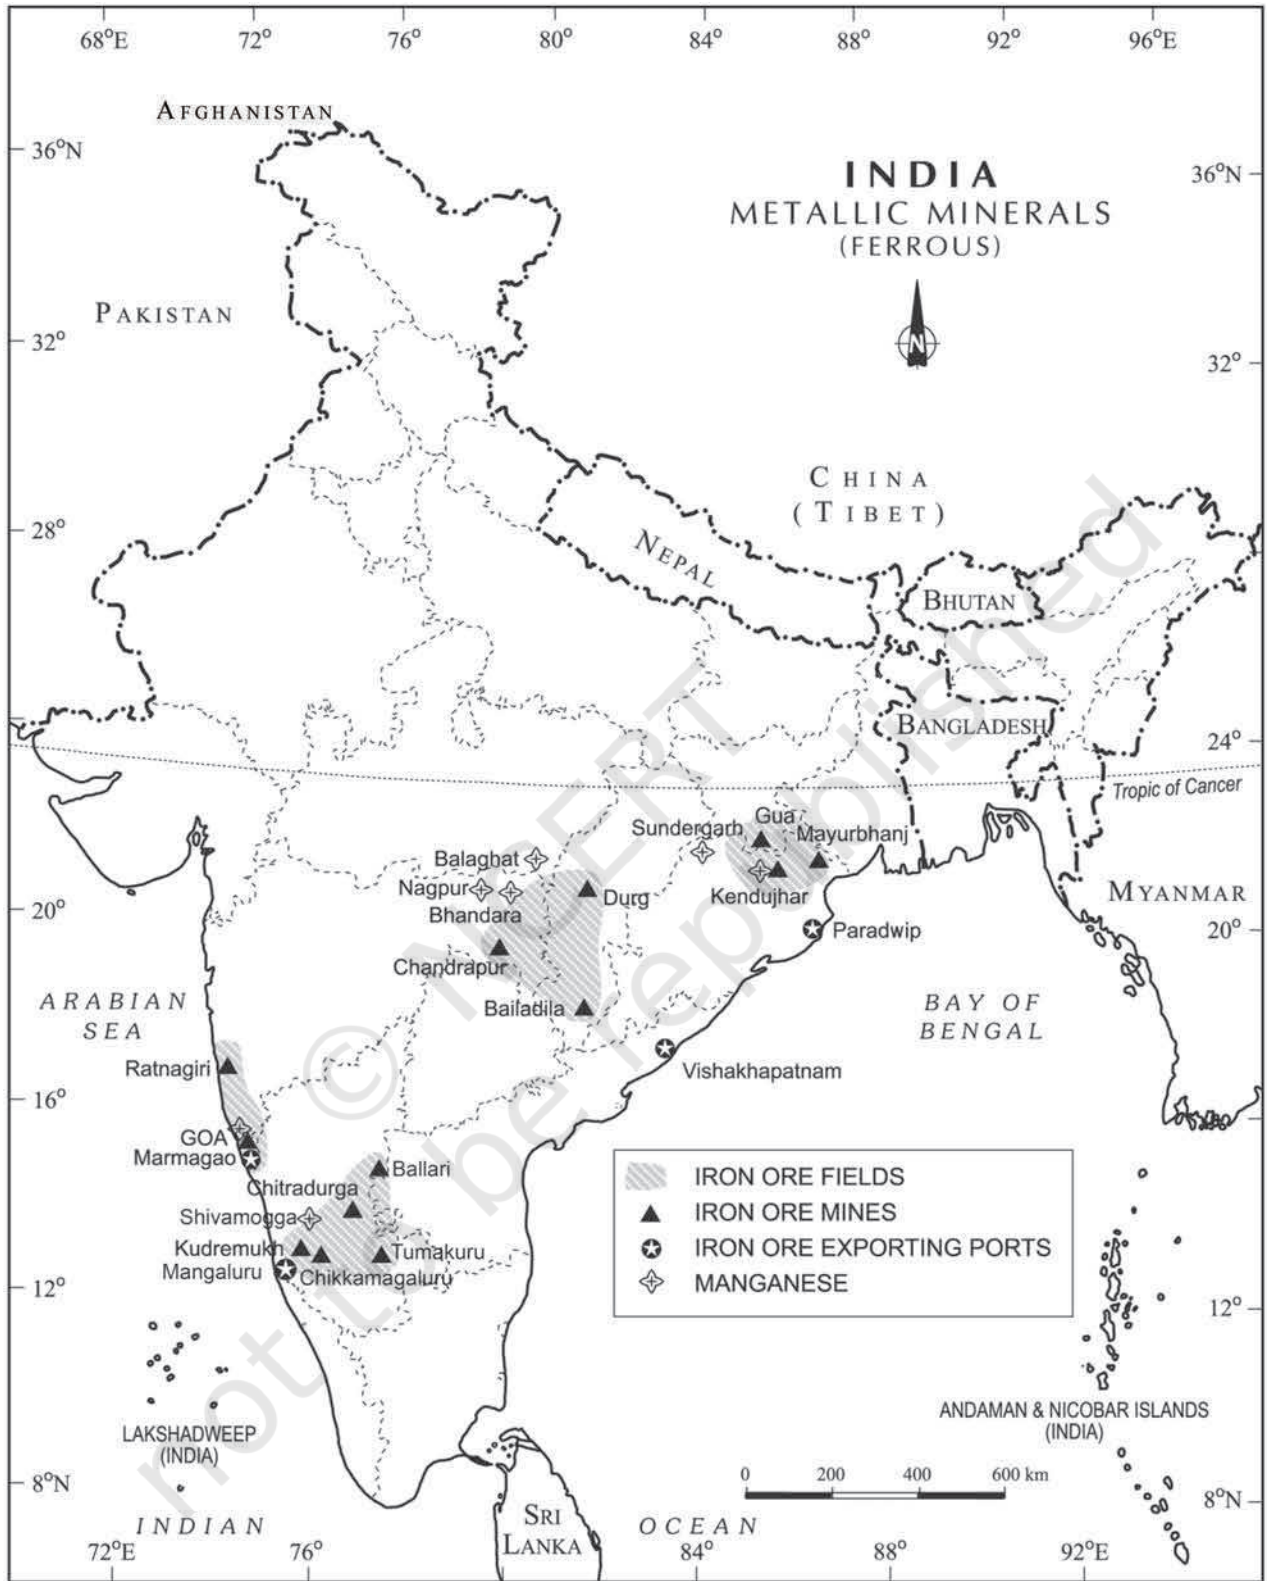 68°E 72° 76° 80° 84° 88° 92° 96°E
AFGHANISTAN
36°N
36°N
INDIA
METALLIC MINERALS
(FERROUS)
N
PAKISTAN
32°
32°
CHINA
(TIBET)
28°
28°
NEPAL
BHUTAN
BANGLADESH
24°
Tropic of Cancer
Sundergarh
Gua
Mayurbhanj
Balaghat
Nagpur
Bhandara
Durg
Kendujhar
MYANMAR
20°
20°
Paradwip
Chandrapur
Bailadila
ARABIAN
SEA
BAY OF
BENGAL
Ratnagiri
Vishakhapatnam
16°
16°
GOA
Marmagao
Ballari
Chitradurga
Shivamogga
Kudremukh
Tumakuru
Mangaluru
Chikkamagaluru
IRON ORE FIELDS
IRON ORE MINES
IRON ORE EXPORTING PORTS
MANGANESE
12°
12°
LAKSHADWEEP
(INDIA)
ANDAMAN & NICOBAR ISLANDS
(INDIA)
0 200 400 600 km
8°N
8°N
INDIAN
OCEAN
SRI
LANKA
72°E 76° 84° 88° 92°E
© NCERT
not to be republished